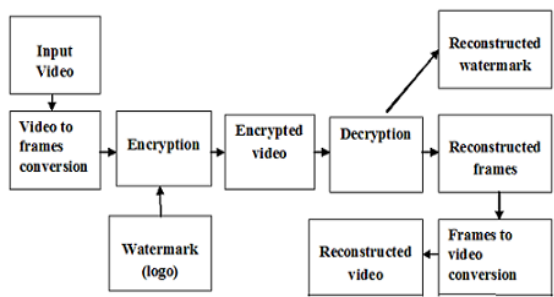 Input
Video
Reconstructed
watermark
Video to
frames
conversion
Encryption
Encrypted
video
Decryption
Reconstructed
frames
Watermark
(logo)
Reconstructed
video
Frames to
video
conversion